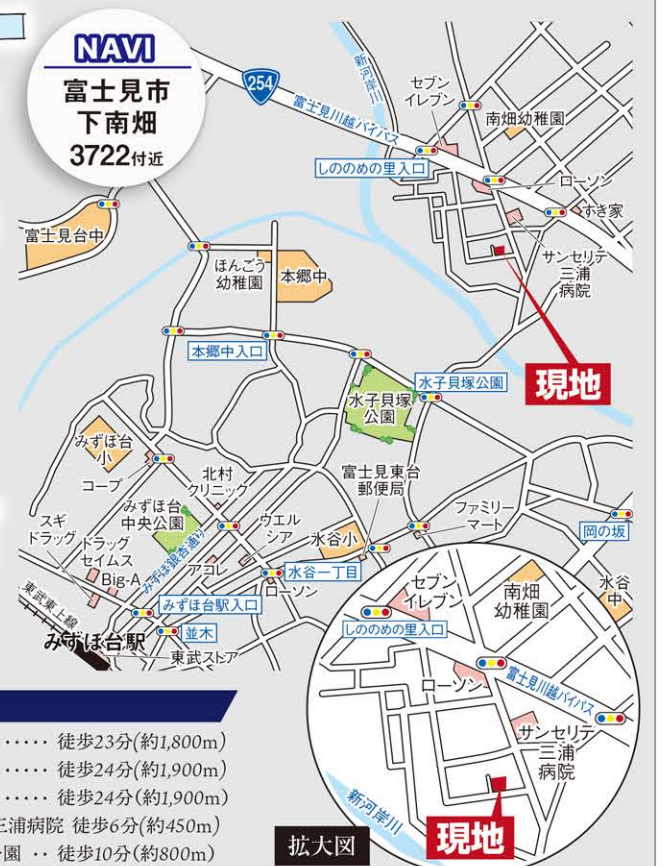 NAVI
富士見市
下南畑
3722付近
254
富士見川越バイパス
新河岸川
セブン
イレブン
南畑幼稚園
しののめの里入口
ローソン
すき家
サンセリテ
三浦
病院
現地
富士見台中
ほんごう
幼稚園
本郷中
本郷中入口
水子貝塚
公園
水子貝塚公園
みずほ台
小
コープ
北村
クリニック
富士見東台
郵便局
みずほ台
中央公園
スギ
ドラッグ
ドラッグ
セイムス
Big-A
みずほ銀杏通り
アコレ
ウエル
シア
水谷小
ファミリー
マート
岡の坂
水谷
中
水谷一丁目
ローソン
みずほ台駅入口
並木
東武東上線
みずほ台駅
東武ストア
セブン
イレブン
南畑
幼稚園
しののめの里入口
ローソン
富士見川越バイパス
サンセリテ
三浦
病院
新河岸川
現地
拡大図
‥‥‥ 徒歩23分(約1,800m)
‥‥‥ 徒歩24分(約1,900m)
‥‥‥ 徒歩24分(約1,900m)
三浦病院 徒歩6分(約450m)
公園 ‥ 徒歩10分(約800m)